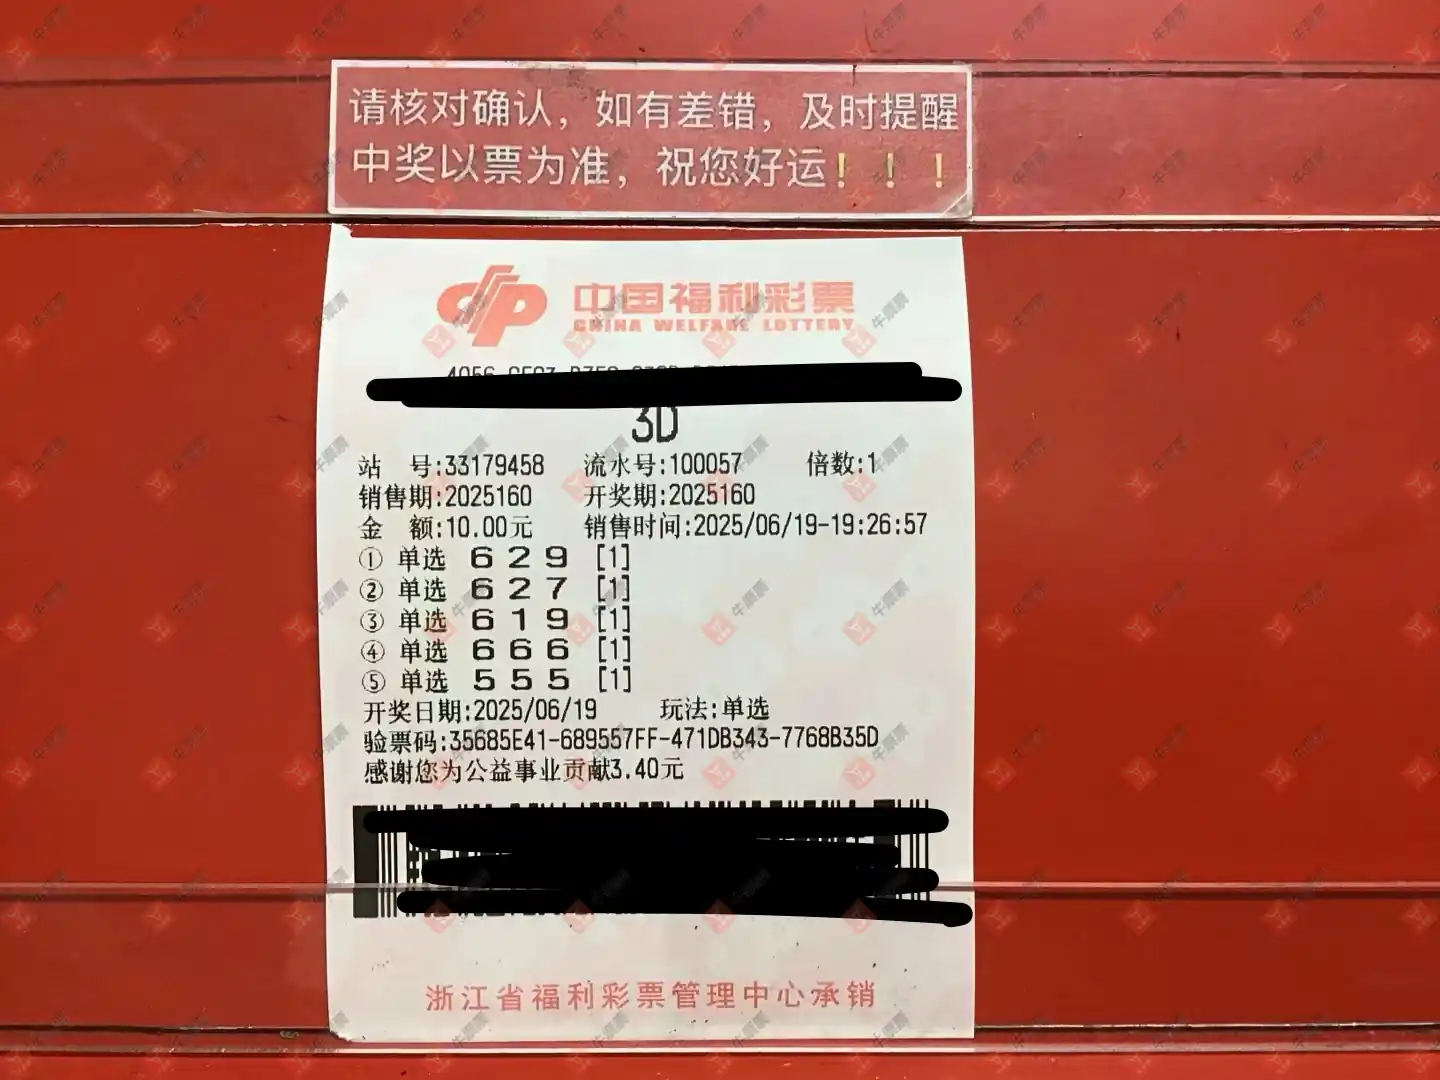 请核对确认，如有差错，及时提醒
中奖以票为准，祝您好运！！！
中国福利彩票
CHINA WELFARE LOTTERY
3D
站 号:33179458 流水号:100057 倍数:1
销售期:2025160 开奖期:2025160
金 额:10.00元 销售时间:2025/06/19-19:26:57
① 单选 6 2 9 [1]
② 单选 6 2 7 [1]
③ 单选 6 1 9 [1]
④ 单选 6 6 6 [1]
⑤ 单选 5 5 5 [1]
开奖日期:2025/06/19 玩法:单选
验票码:35685E41-689557FF-471DB343-7768B35D
感谢您为公益事业贡献3.40元
浙江省福利彩票管理中心承销
牛票票